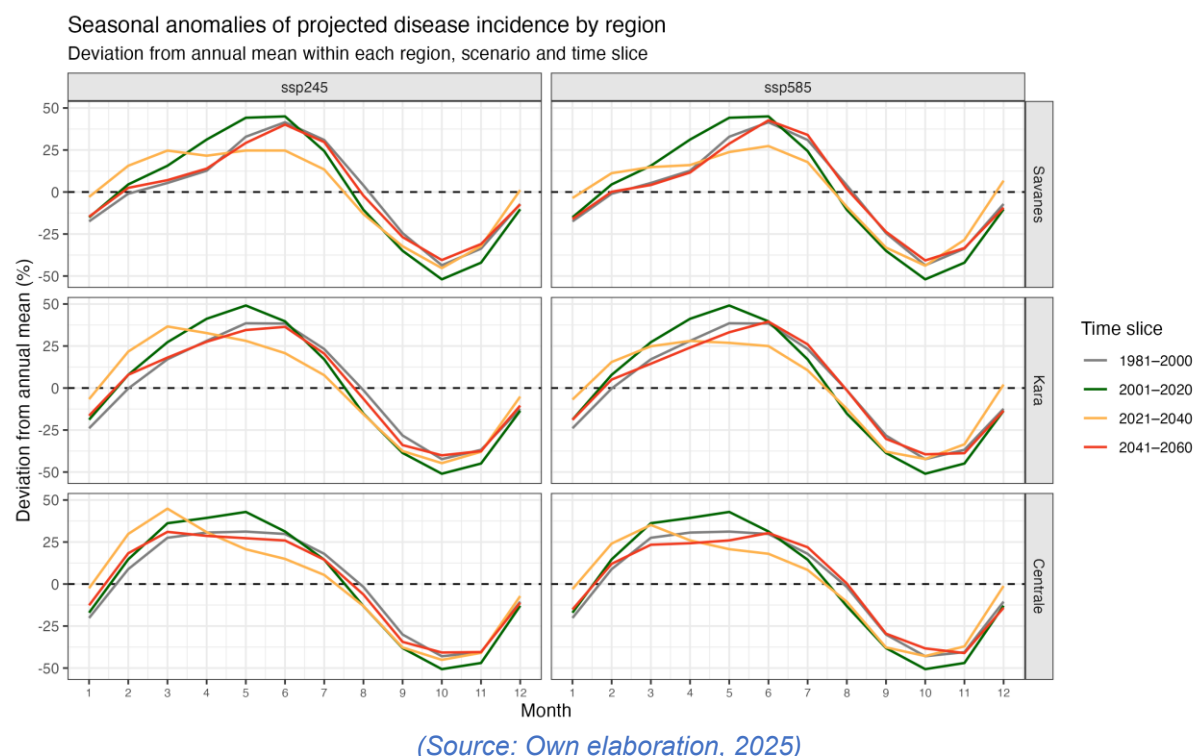 Seasonal anomalies of projected disease incidence by region
Deviation from annual mean within each region, scenario and time slice
ssp245
ssp585
Deviation from annual mean (%)
50
25
0
-25
-50
Savanes
50
25
0
-25
-50
Kara
50
25
0
-25
-50
Centrale
1 2 3 4 5 6 7 8 9 10 11 12
1 2 3 4 5 6 7 8 9 10 11 12
Month
Time slice
1981–2000
2001–2020
2021–2040
2041–2060
(Source: Own elaboration, 2025)